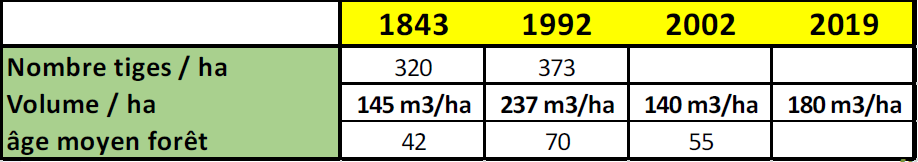 1843 1992 2002 2019
Nombre tiges / ha 320 373
Volume / ha 145 m3/ha 237 m3/ha 140 m3/ha 180 m3/ha
âge moyen forêt 42 70 55